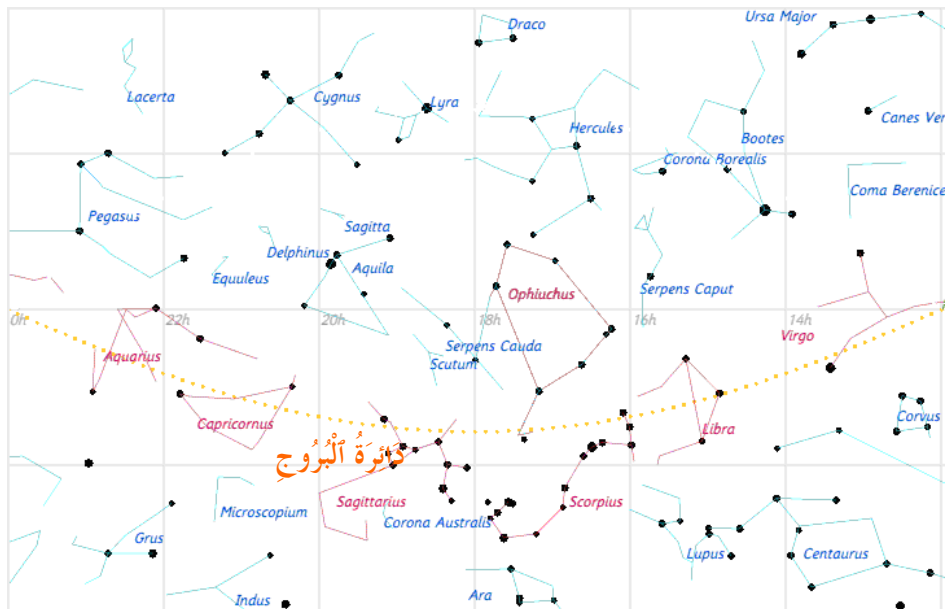 Draco
Ursa Major
Lacerta
Cygnus
Lyra
Hercules
Bootes
Canes Ven
Corona Borealis
Coma Berenice
Pegasus
Sagitta
Delphinus
Aquila
Equuleus
Ophiuchus
Serpens Caput
0h
22h
20h
18h
16h
14h
Virgo
Aquarius
Serpens Cauda
Scutum
Capricornus
Libra
Corvus
دَائِرَةُ ٱلْبُرُوجِ
Sagittarius
Scorpius
Microscopium
Corona Australis
Grus
Lupus
Centaurus
Indus
Ara